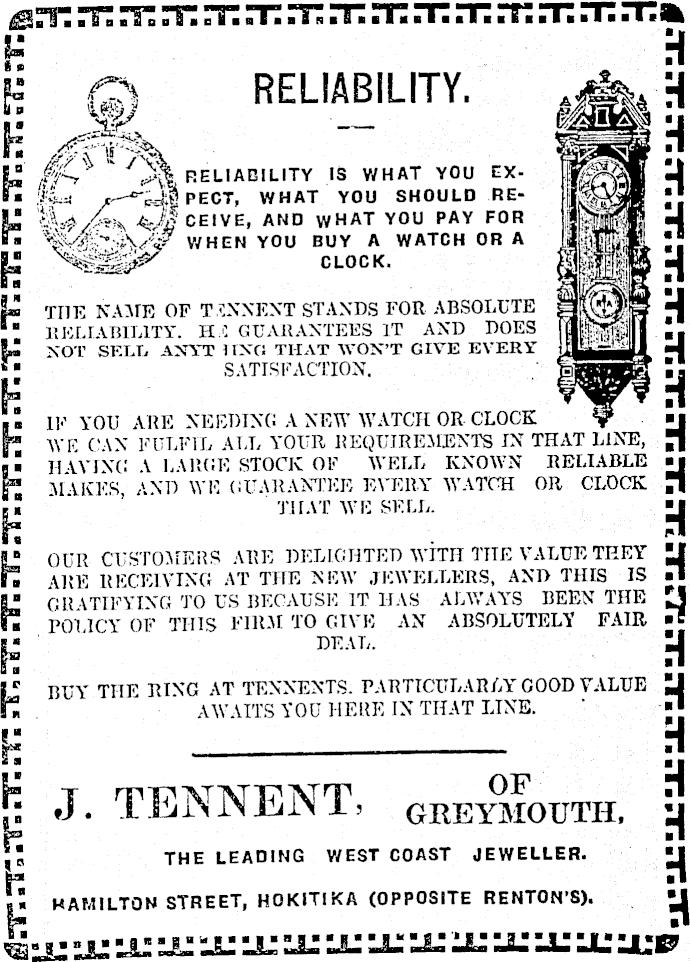 RELIABILITY.
RELIABILITY IS WHAT YOU EX-
PECT, WHAT YOU SHOULD RE-
CEIVE, AND WHAT YOU PAY FOR
WHEN YOU BUY A WATCH OR A
CLOCK.
THE NAME OF TENNENT STANDS FOR ABSOLUTE
RELIABILITY. HE GUARANTEES IT AND DOES
NOT SELL ANYTHING THAT WON'T GIVE EVERY
SATISFACTION.
IF YOU ARE NEEDING A NEW WATCH OR CLOCK
WE CAN FULFIL ALL YOUR REQUIREMENTS IN THAT LINE,
HAVING A LARGE STOCK OF WELL KNOWN RELIABLE
MAKES, AND WE GUARANTEE EVERY WATCH OR CLOCK
THAT WE SELL.
OUR CUSTOMERS ARE DELIGHTED WITH THE VALUE THEY
ARE RECEIVING AT THE NEW JEWELLERS, AND THIS IS
GRATIFYING TO US BECAUSE IT HAS ALWAYS BEEN THE
POLICY OF THIS FIRM TO GIVE AN ABSOLUTELY FAIR
DEAL.
BUY THE RING AT TENNENTS. PARTICULARLY GOOD VALUE
AWAITS YOU HERE IN THAT LINE.
J. TENNENT, OF GREYMOUTH,
THE LEADING WEST COAST JEWELLER.
HAMILTON STREET, HOKITIKA (OPPOSITE RENTON'S).